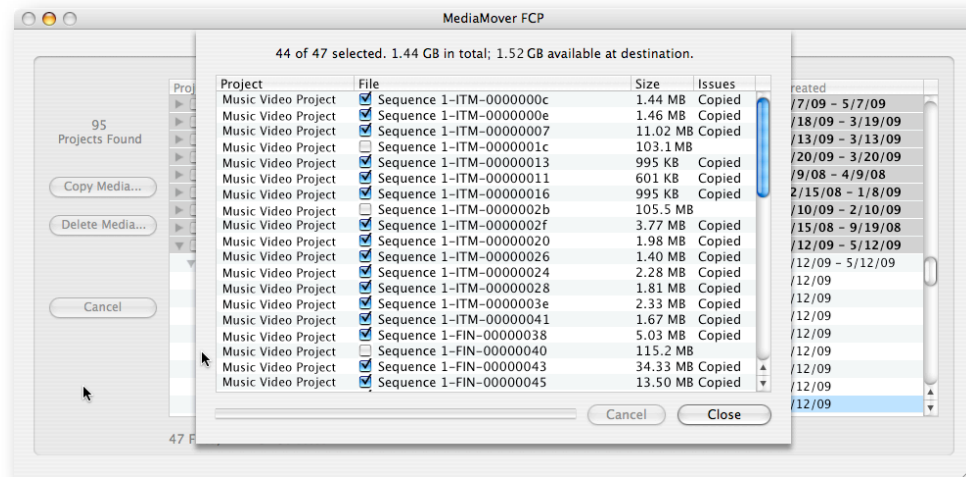 MediaMover FCP
44 of 47 selected. 1.44 GB in total; 1.52 GB available at destination.
Project File Size Issues
Music Video Project Sequence 1-ITM-0000000c 1.44 MB Copied
Music Video Project Sequence 1-ITM-0000000e 1.46 MB Copied
Music Video Project Sequence 1-ITM-00000007 11.02 MB Copied
Music Video Project Sequence 1-ITM-0000001c 103.1 MB
Music Video Project Sequence 1-ITM-00000013 995 KB Copied
Music Video Project Sequence 1-ITM-00000011 601 KB Copied
Music Video Project Sequence 1-ITM-00000016 995 KB Copied
Music Video Project Sequence 1-ITM-0000002b 105.5 MB
Music Video Project Sequence 1-ITM-0000002f 3.77 MB Copied
Music Video Project Sequence 1-ITM-00000020 1.98 MB Copied
Music Video Project Sequence 1-ITM-00000026 1.40 MB Copied
Music Video Project Sequence 1-ITM-00000024 2.28 MB Copied
Music Video Project Sequence 1-ITM-00000028 1.81 MB Copied
Music Video Project Sequence 1-ITM-0000003e 2.33 MB Copied
Music Video Project Sequence 1-ITM-00000041 1.67 MB Copied
Music Video Project Sequence 1-FIN-00000038 5.03 MB Copied
Music Video Project Sequence 1-FIN-00000040 115.2 MB
Music Video Project Sequence 1-FIN-00000043 34.33 MB Copied
Music Video Project Sequence 1-FIN-00000045 13.50 MB Copied
Cancel Close
95
Projects Found
Copy Media...
Delete Media...
Cancel
Proj
47 F
reated
/7/09 - 5/7/09
/18/09 - 3/19/09
/13/09 - 3/13/09
/20/09 - 3/20/09
/9/08 - 4/9/08
2/15/08 - 1/8/09
/10/09 - 2/10/09
/15/08 - 9/19/08
/12/09 - 5/12/09
/12/09 - 5/12/09
/12/09
/12/09
/12/09
/12/09
/12/09
/12/09
/12/09
/12/09